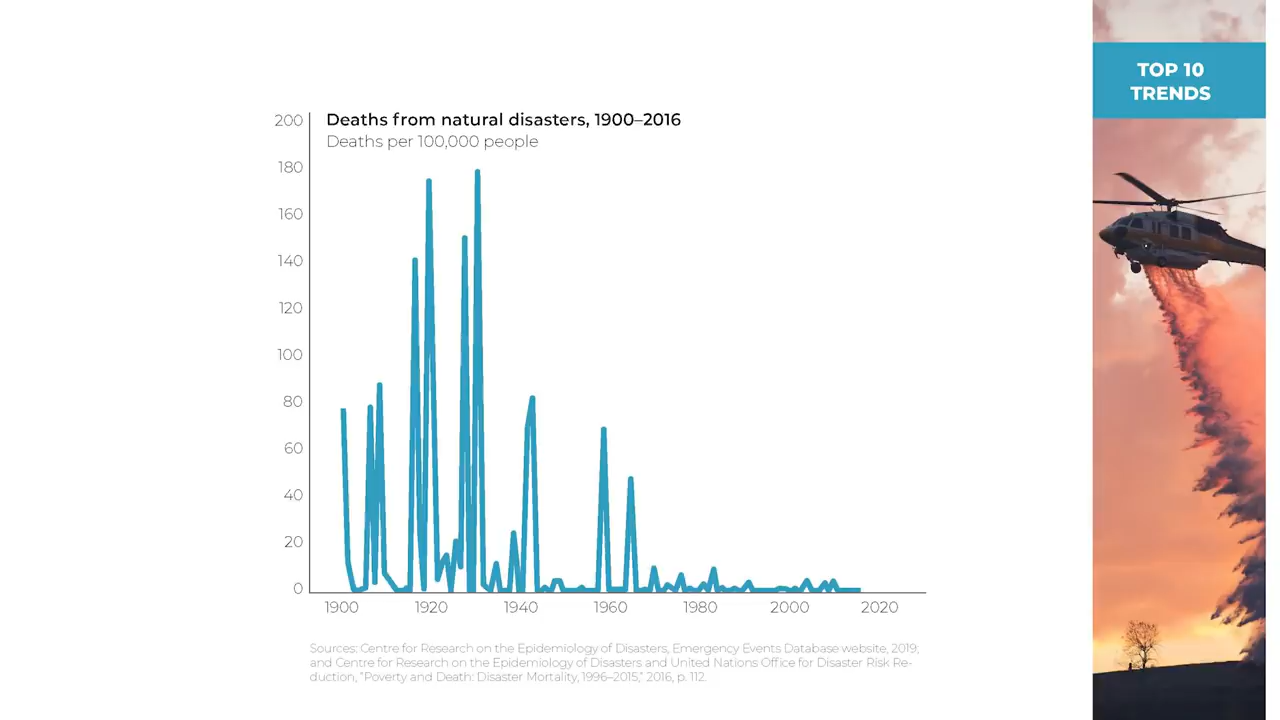 TOP 10
TRENDS
Deaths from natural disasters, 1900–2016
Deaths per 100,000 people
200
180
160
140
120
100
80
60
40
20
0
1900 1920 1940 1960 1980 2000 2020
Sources: Centre for Research on the Epidemiology of Disasters, Emergency Events Database website, 2019;
and Centre for Research on the Epidemiology of Disasters and United Nations Office for Disaster Risk Re-
duction, "Poverty and Death: Disaster Mortality, 1996–2015," 2016, p. 112.